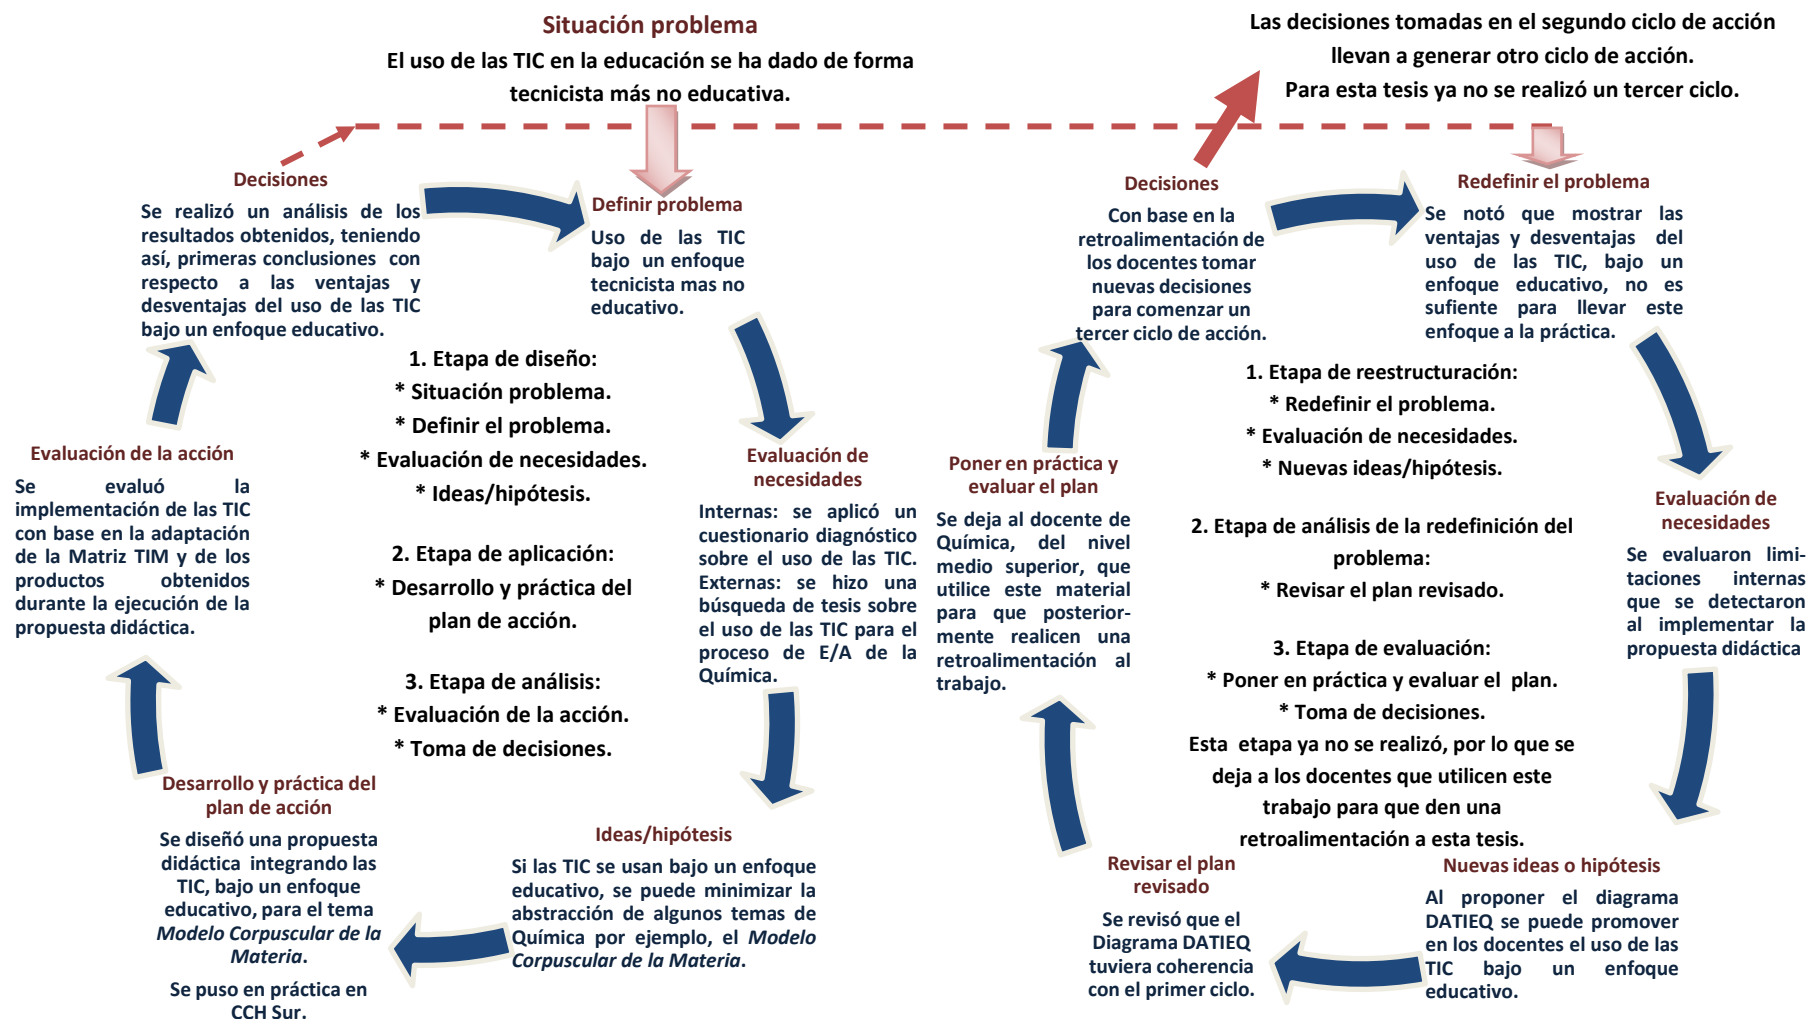 Situación problema
El uso de las TIC en la educación se ha dado de forma
tecnicista más no educativa.
Las decisiones tomadas en el segundo ciclo de acción
llevan a generar otro ciclo de acción.
Para esta tesis ya no se realizó un tercer ciclo.
Decisiones
Se realizó un análisis de los
resultados obtenidos, teniendo
así, primeras conclusiones con
respecto a las ventajas y
desventajas del uso de las TIC
bajo un enfoque educativo.
Definir problema
Uso de las TIC
bajo un enfoque
tecnicista mas no
educativo.
1. Etapa de diseño:
* Situación problema.
* Definir el problema.
* Evaluación de necesidades.
* Ideas/hipótesis.
2. Etapa de aplicación:
* Desarrollo y práctica del
plan de acción.
3. Etapa de análisis:
* Evaluación de la acción.
* Toma de decisiones.
Evaluación de
necesidades
Internas: se aplicó un
cuestionario diagnóstico
sobre el uso de las TIC.
Externas: se hizo una
búsqueda de tesis sobre
el uso de las TIC para el
proceso de E/A de la
Química.
Evaluación de la acción
Se evaluó la
implementación de las TIC
con base en la adaptación
de la Matriz TIM y de los
productos obtenidos
durante la ejecución de la
propuesta didáctica.
Desarrollo y práctica del
plan de acción
Se diseñó una propuesta
didáctica integrando las
TIC, bajo un enfoque
educativo, para el tema
Modelo Corpuscular de la
Materia.
Se puso en práctica en
CCH Sur.
Ideas/hipótesis
Si las TIC se usan bajo un enfoque
educativo, se puede minimizar la
abstracción de algunos temas de
Química por ejemplo, el Modelo
Corpuscular de la Materia.
Decisiones
Con base en la
retroalimentación de
los docentes tomar
nuevas decisiones
para comenzar un
tercer ciclo de acción.
Redefinir el problema
Se notó que mostrar las
ventajas y desventajas del
uso de las TIC, bajo un
enfoque educativo, no es
sufiente para llevar este
enfoque a la práctica.
1. Etapa de reestructuración:
* Redefinir el problema.
* Evaluación de necesidades.
* Nuevas ideas/hipótesis.
2. Etapa de análisis de la redefinición del
problema:
* Revisar el plan revisado.
3. Etapa de evaluación:
* Poner en práctica y evaluar el plan.
* Toma de decisiones.
Esta etapa ya no se realizó, por lo que se
deja a los docentes que utilicen este
trabajo para que den una
retroalimentación a esta tesis.
Poner en práctica y
evaluar el plan
Se deja al docente de
Química, del nivel
medio superior, que
utilice este material
para que posterior-
mente realicen una
retroalimentación al
trabajo.
Evaluación de
necesidades
Se evaluaron limi-
taciones internas
que se detectaron
al implementar la
propuesta didáctica
Revisar el plan
revisado
Se revisó que el
Diagrama DATIEQ
tuviera coherencia
con el primer ciclo.
Nuevas ideas o hipótesis
Al proponer el diagrama
DATIEQ se puede promover
en los docentes el uso de las
TIC bajo un enfoque
educativo.